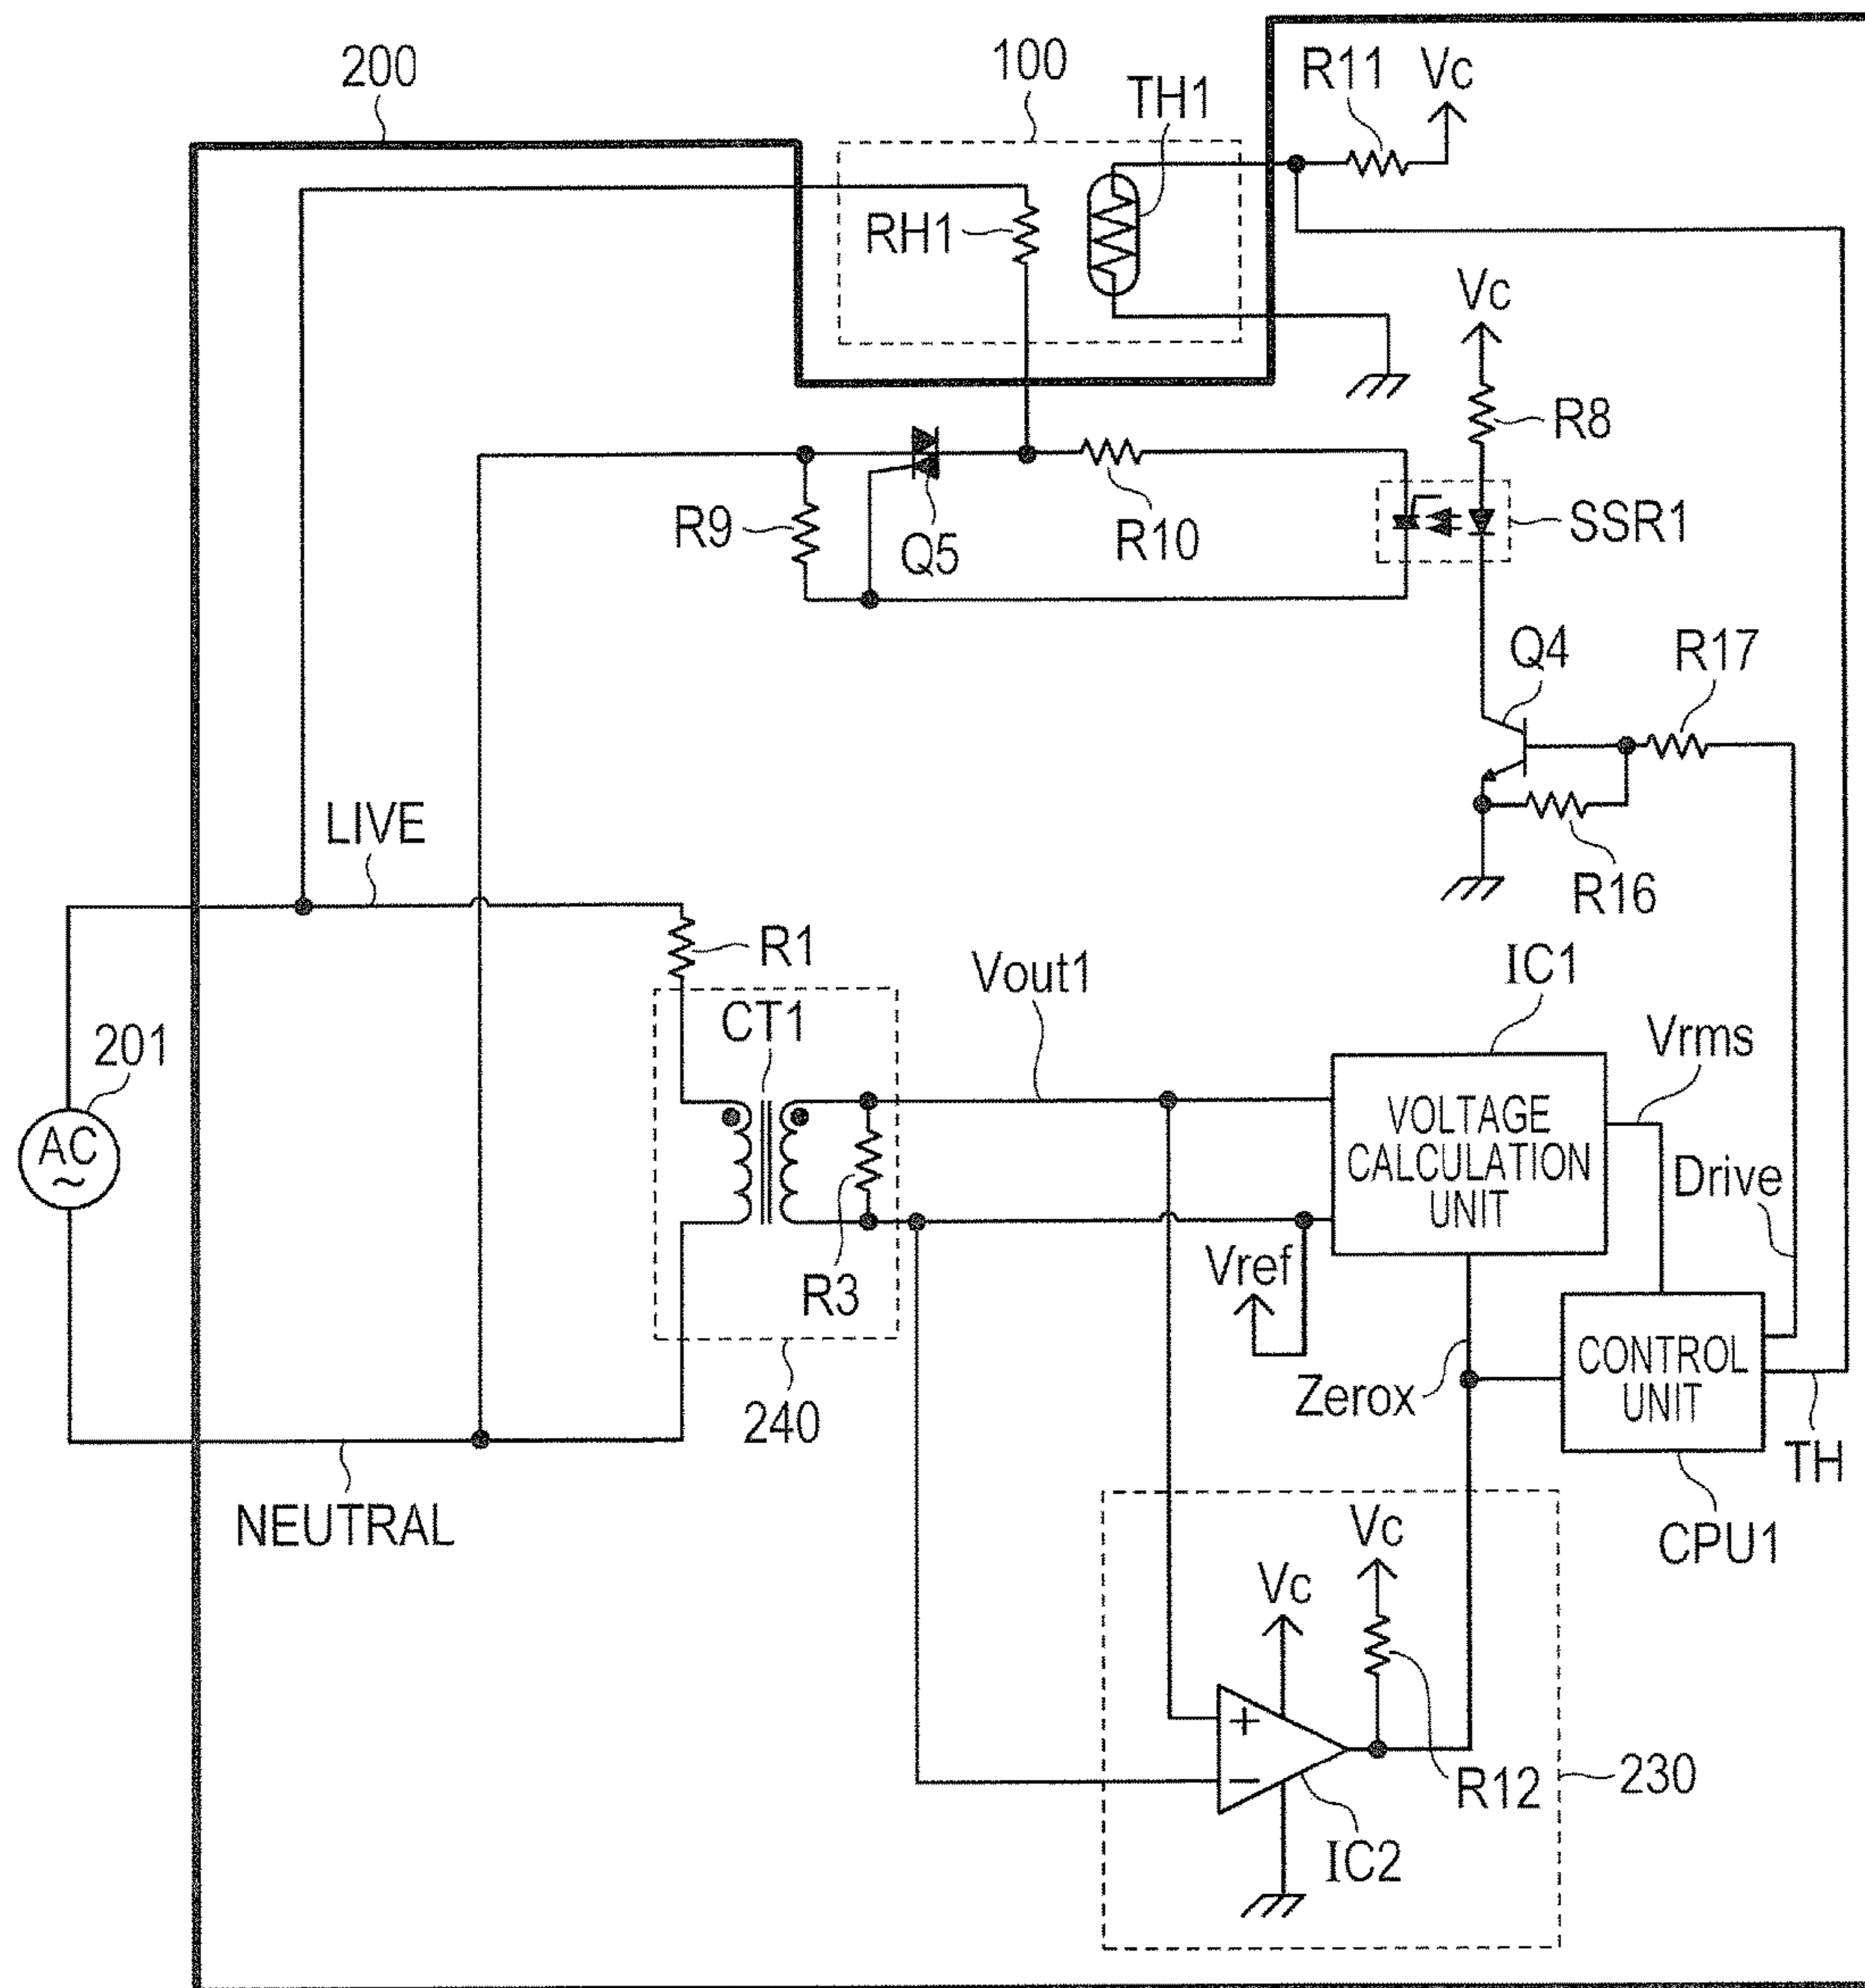 200
100
TH1
R11
Vc
RH1
Vc
R8
R9
Q5
R10
SSR1
Q4
R17
LIVE
R16
R1
IC1
Vout1
CT1
Vrms
201
AC
~
VOLTAGE
CALCULATION
UNIT
Drive
Vref
R3
CONTROL
UNIT
Zerox
240
TH
NEUTRAL
Vc
CPU1
Vc
+
−
R12
230
IC2